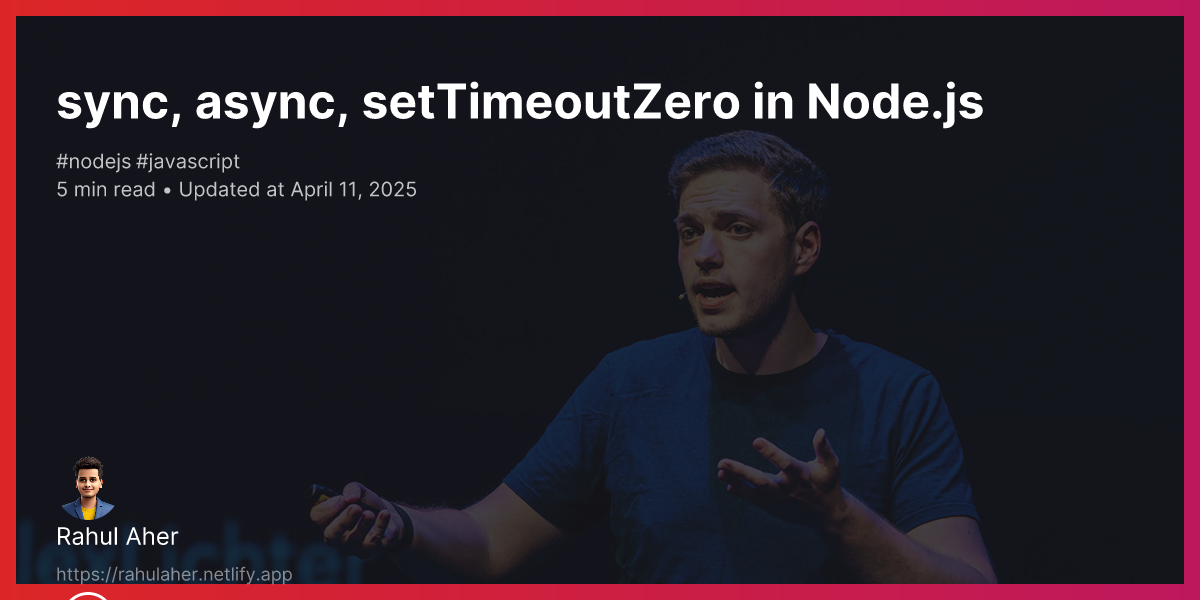 sync, async, setTimeoutZero in Node.js
#nodejs #javascript
5 min read • Updated at April 11, 2025
Rahul Aher
https://rahulaher.netlify.app